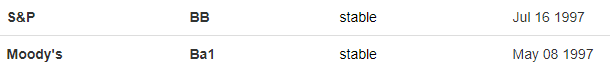 S&P BB stable Jul 16 1997
Moody's Ba1 stable May 08 1997